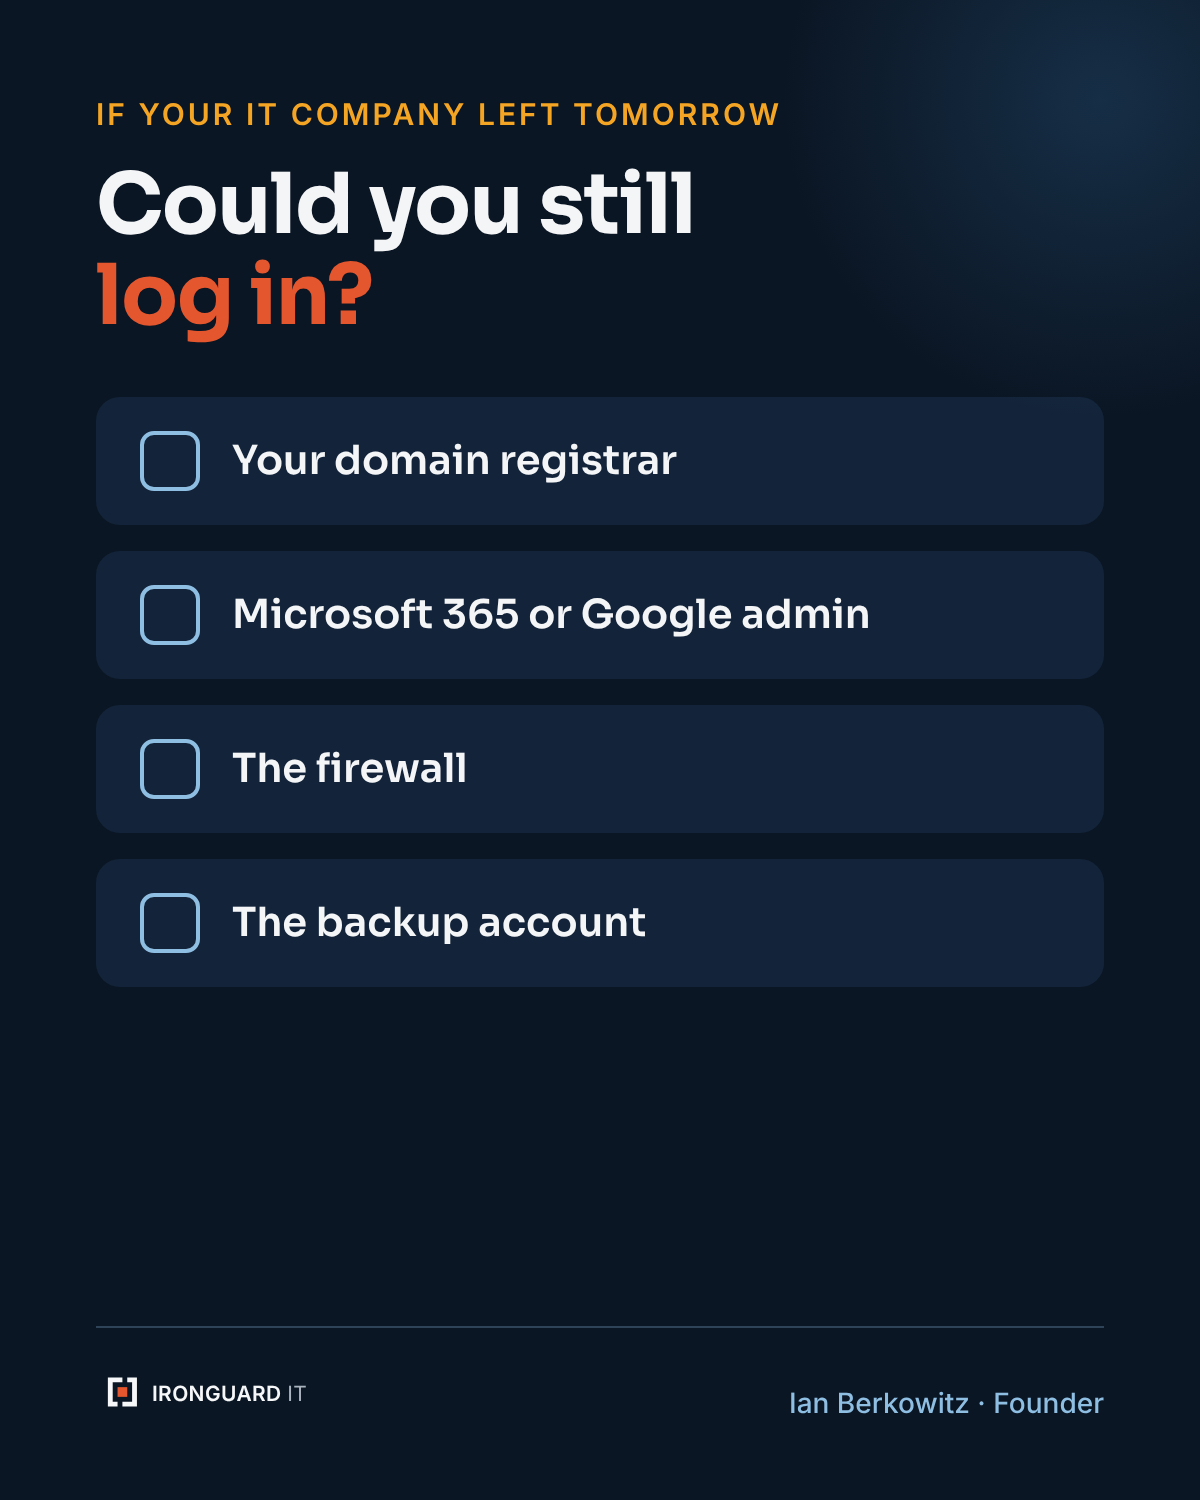 IF YOUR IT COMPANY LEFT TOMORROW
Could you still
log in?
Your domain registrar
Microsoft 365 or Google admin
The firewall
The backup account
IRONGUARD IT
Ian Berkowitz · Founder